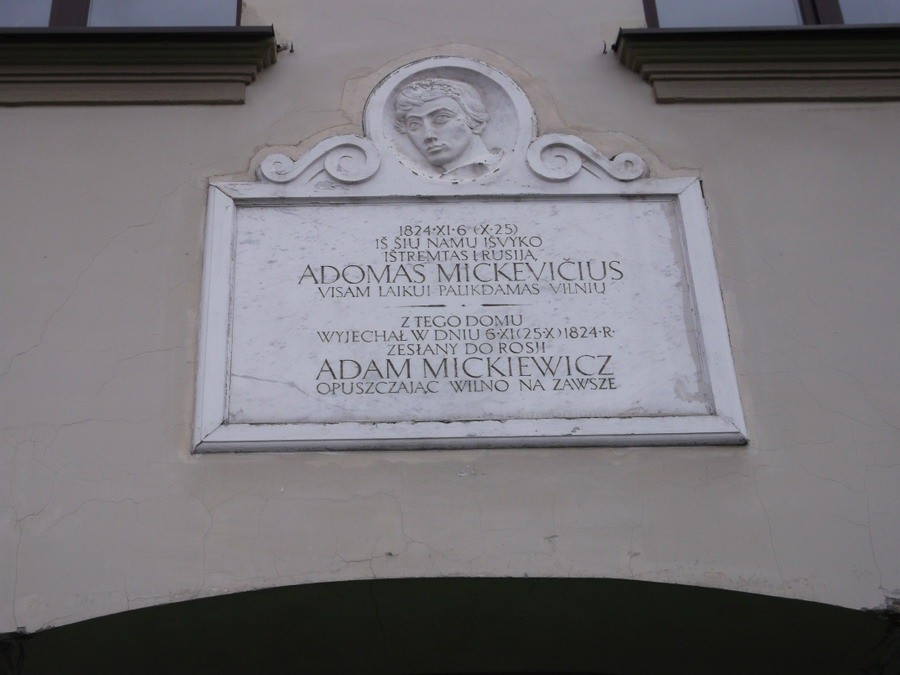 1824·XI·6 (X·25)
IŠ ŠIŲ NAMŲ IŠVYKO
IŠTREMTAS Į RUSIJĄ
ADOMAS MICKEVIČIUS
VISAM LAIKUI PALIKDAMAS VILNIŲ
Z TEGO DOMU
WYJECHAŁ W DNIU 6·XI(25·X)1824·R·
ZESŁANY DO ROSJI
ADAM MICKIEWICZ
OPUSZCZAJĄC WILNO NA ZAWSZE